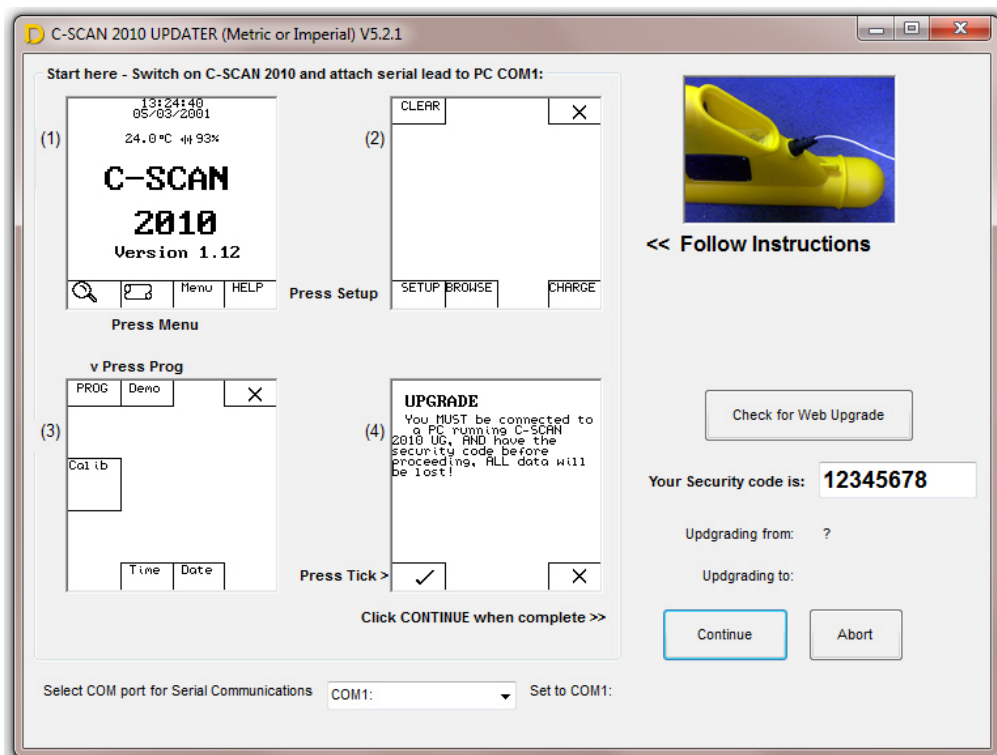 C-SCAN 2010 UPDATER (Metric or Imperial) V5.2.1
Start here - Switch on C-SCAN 2010 and attach serial lead to PC COM1:
(1)
13:24:40
05/03/2001
24.0°C 93%
C-SCAN
2010
Version 1.12
Menu HELP
Press Menu
(2)
CLEAR
Press Setup
SETUP BROWSE CHARGE
<< Follow Instructions
v Press Prog
(3)
PROG Demo
Calib
Time Date
(4)
UPGRADE
You MUST be connected to
a PC running C-SCAN
2010 UG, AND have the
security code before
proceeding, ALL data will
be lost!
Press Tick >
Click CONTINUE when complete >>
Check for Web Upgrade
Your Security code is: 12345678
Updgrading from: ?
Updgrading to:
Continue Abort
Select COM port for Serial Communications COM1: Set to COM1: